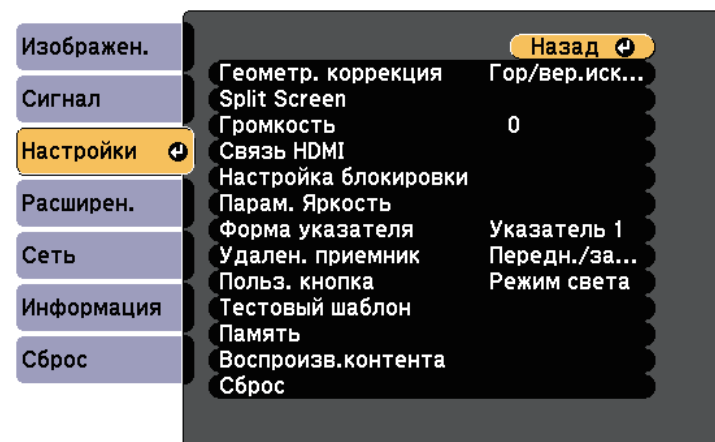 Изображен.
Сигнал
Настройки
Расширен.
Сеть
Информация
Сброс
Назад
Геометр. коррекция Гор/вер.иск...
Split Screen
Громкость 0
Связь HDMI
Настройка блокировки
Парам. Яркость
Форма указателя Указатель 1
Удален. приемник Передн./за...
Польз. кнопка Режим света
Тестовый шаблон
Память
Воспроизв.контента
Сброс